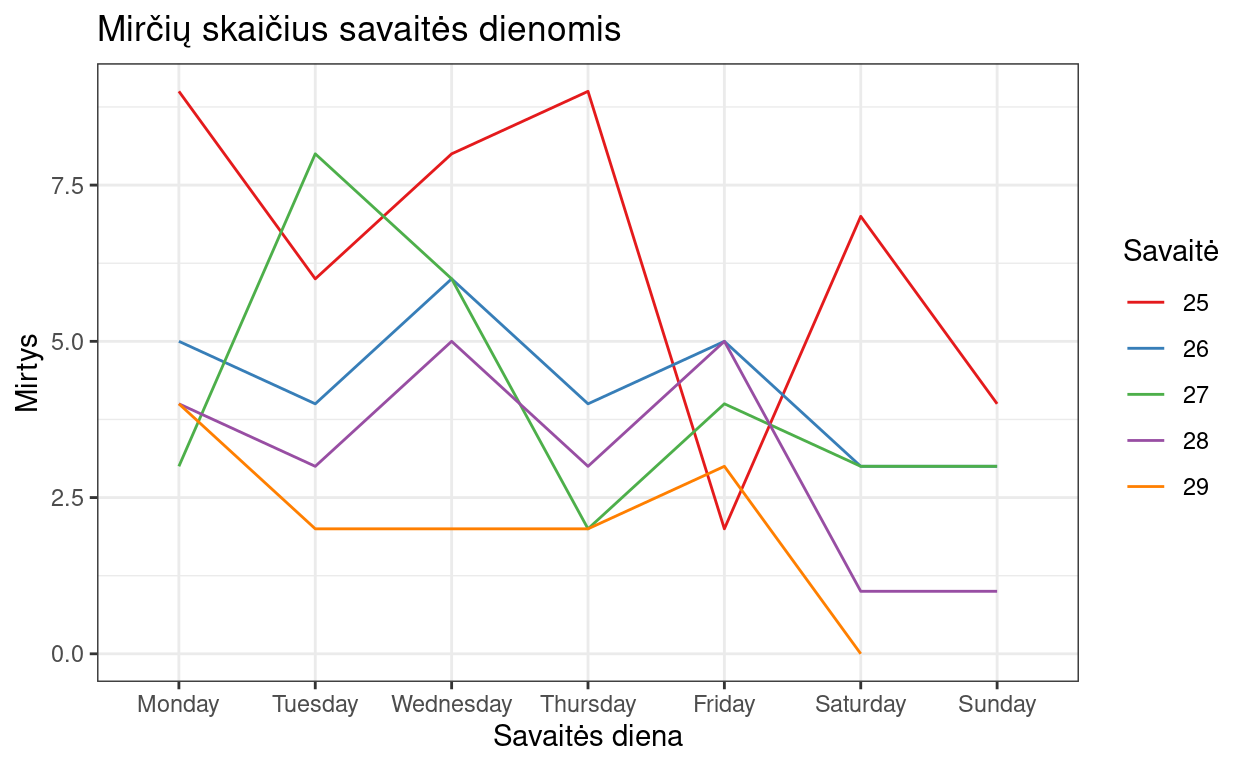 Mirčių skaičius savaitės dienomis
Mirtys
7.5
5.0
2.5
0.0
Monday Tuesday Wednesday Thursday Friday Saturday Sunday
Savaitės diena
Savaitė
25
26
27
28
29